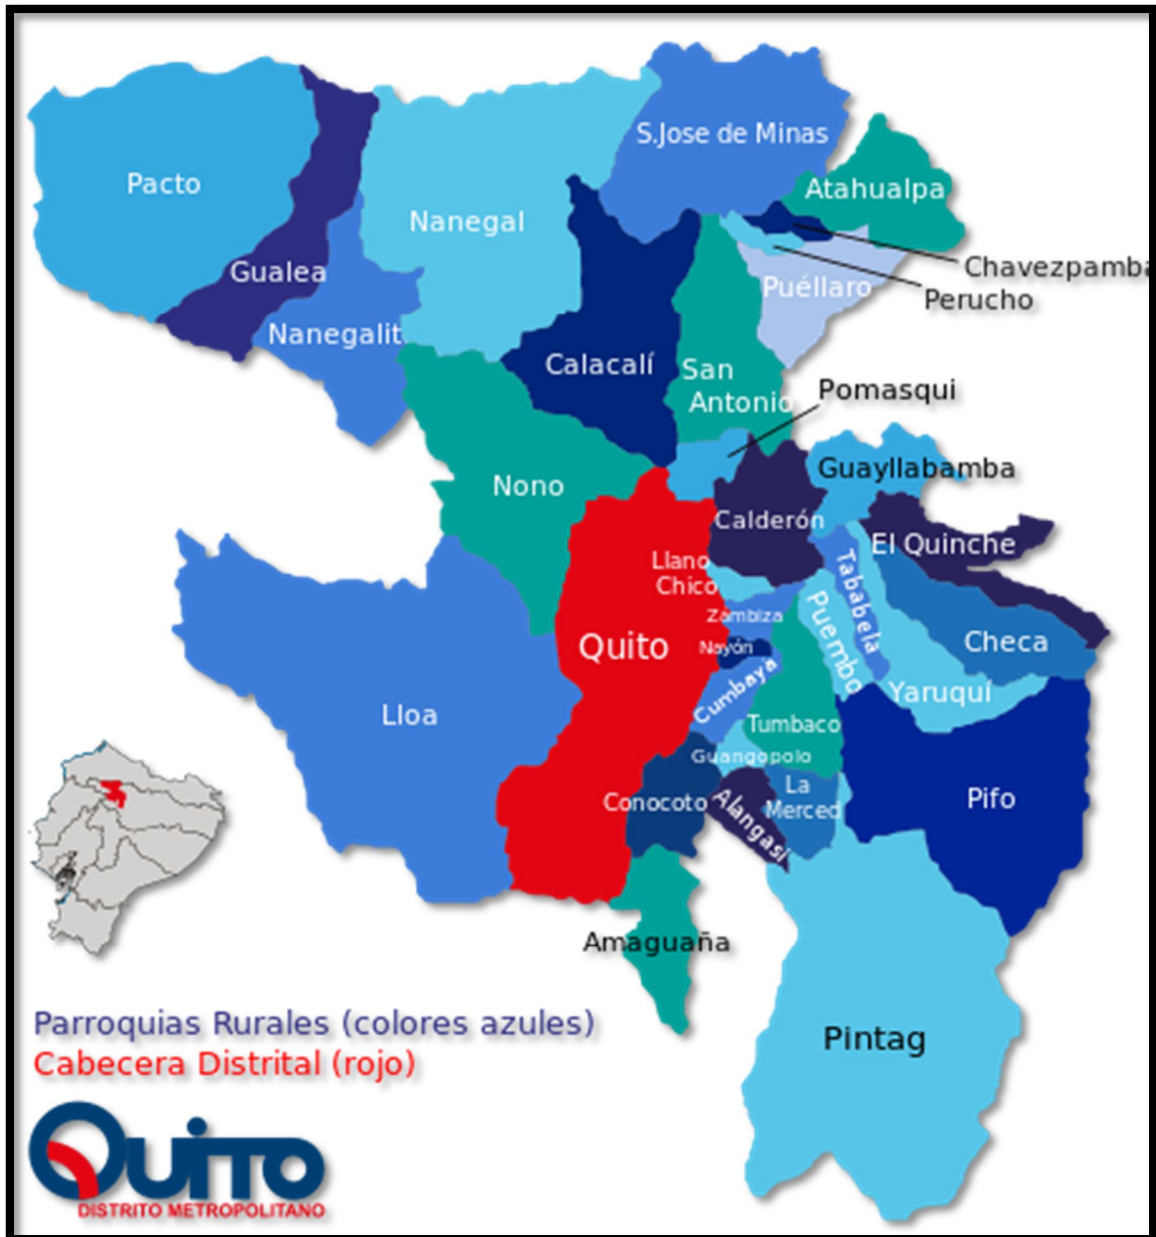 S.Jose de Minas
Pacto
Atahualpa
Nanegal
Gualea
Chavezpamba
Puéllaro
Perucho
Nanegalit
Calacalí
San
Antonio
Pomasqui
Guayllabamba
Nono
Calderón
El Quinche
Llano
Chico
Tababela
Zambiza
Puembo
Checa
Quito
Nayón
Cumbaya
Yaruquí
Lloa
Tumbaco
Guangopolo
La
Merced
Pifo
Conocoto
Alangasi
Amaguaña
Parroquias Rurales (colores azules)
Pintag
Cabecera Distrital (rojo)
QUITO
DISTRITO METROPOLITANO